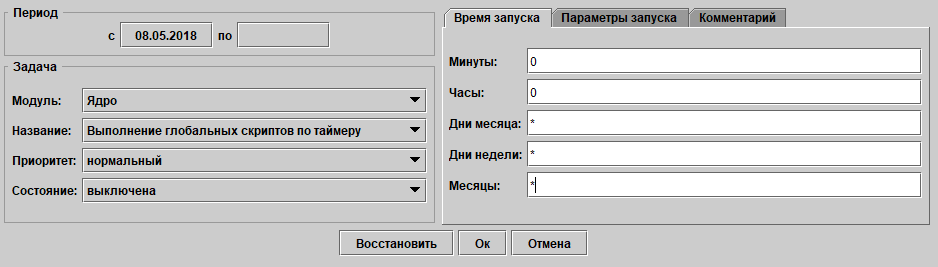 Период
с 08.05.2018 по
Задача
Модуль: Ядро
Название: Выполнение глобальных скриптов по таймеру
Приоритет: нормальный
Состояние: выключена
Время запуска Параметры запуска Комментарий
Минуты: 0
Часы: 0
Дни месяца: *
Дни недели: *
Месяцы: *
Восстановить Ок Отмена